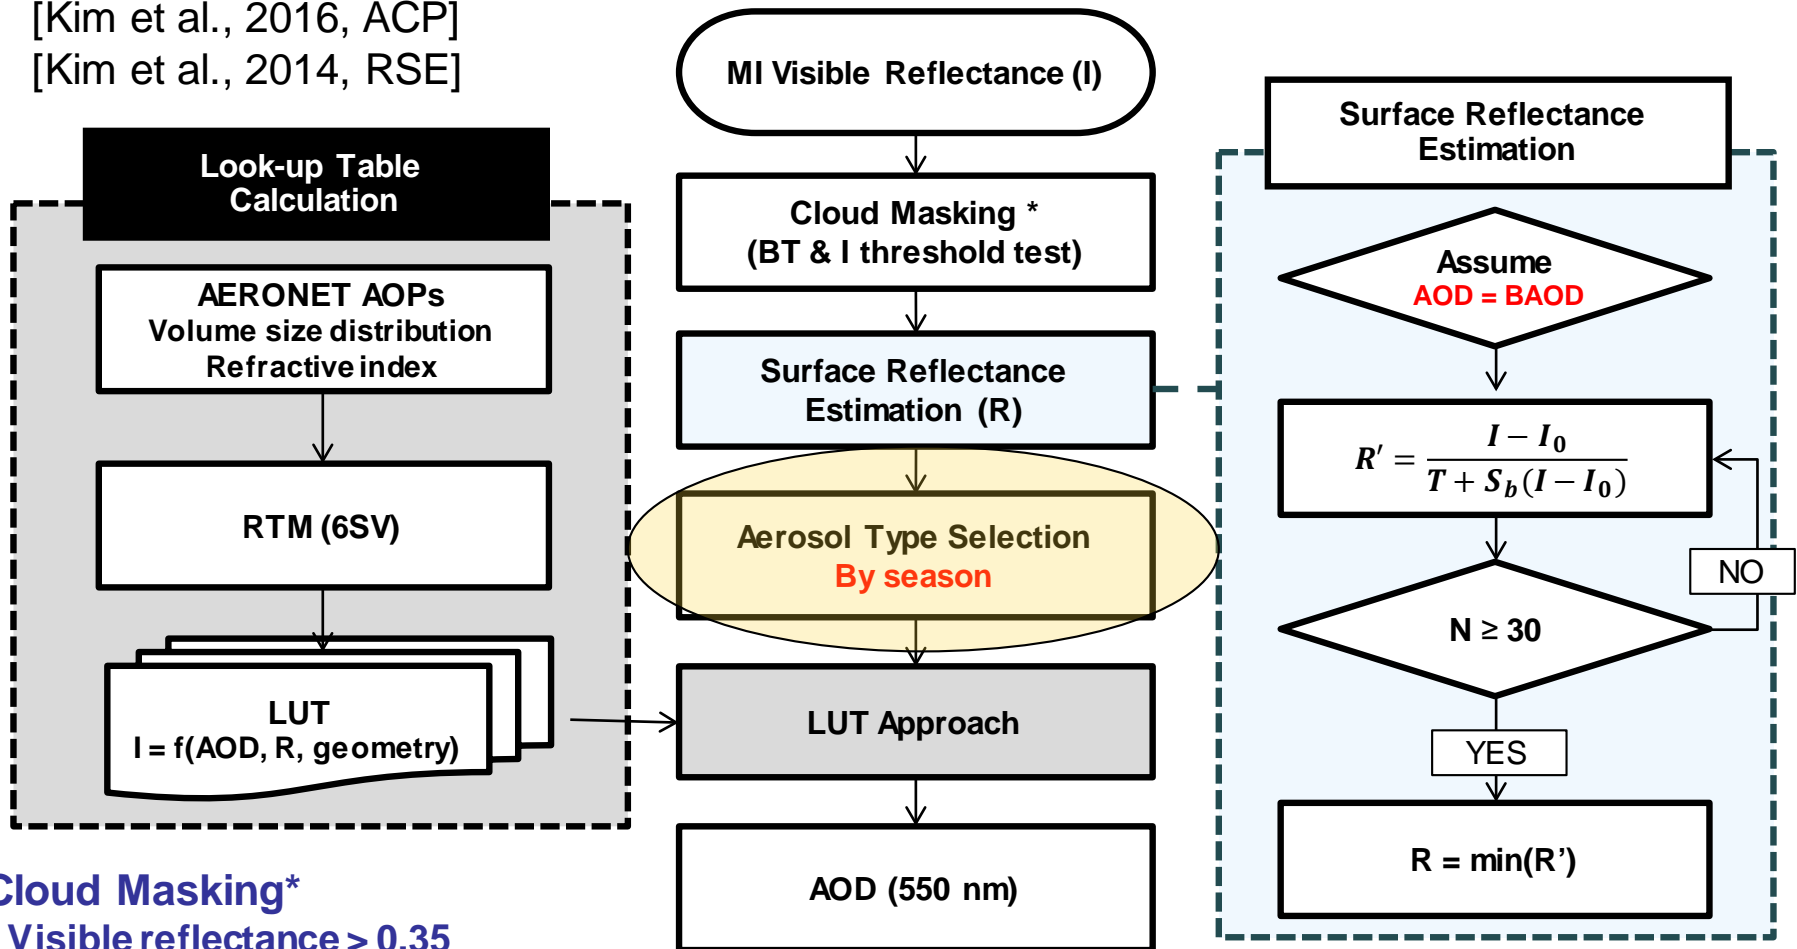 [Kim et al., 2016, ACP]
[Kim et al., 2014, RSE]
Look-up Table
Calculation
AERONET AOPs
Volume size distribution
Refractive index
RTM (6SV)
LUT
I = f(AOD, R, geometry)
MI Visible Reflectance (I)
Cloud Masking *
(BT & I threshold test)
Surface Reflectance
Estimation (R)
Aerosol Type Selection
By season
LUT Approach
AOD (550 nm)
Surface Reflectance
Estimation
Assume
AOD = BAOD
R′ = (I − I₀) / (T + S_b(I − I₀))
NO
N ≥ 30
YES
R = min(R’)
Cloud Masking*
Visible reflectance > 0.35